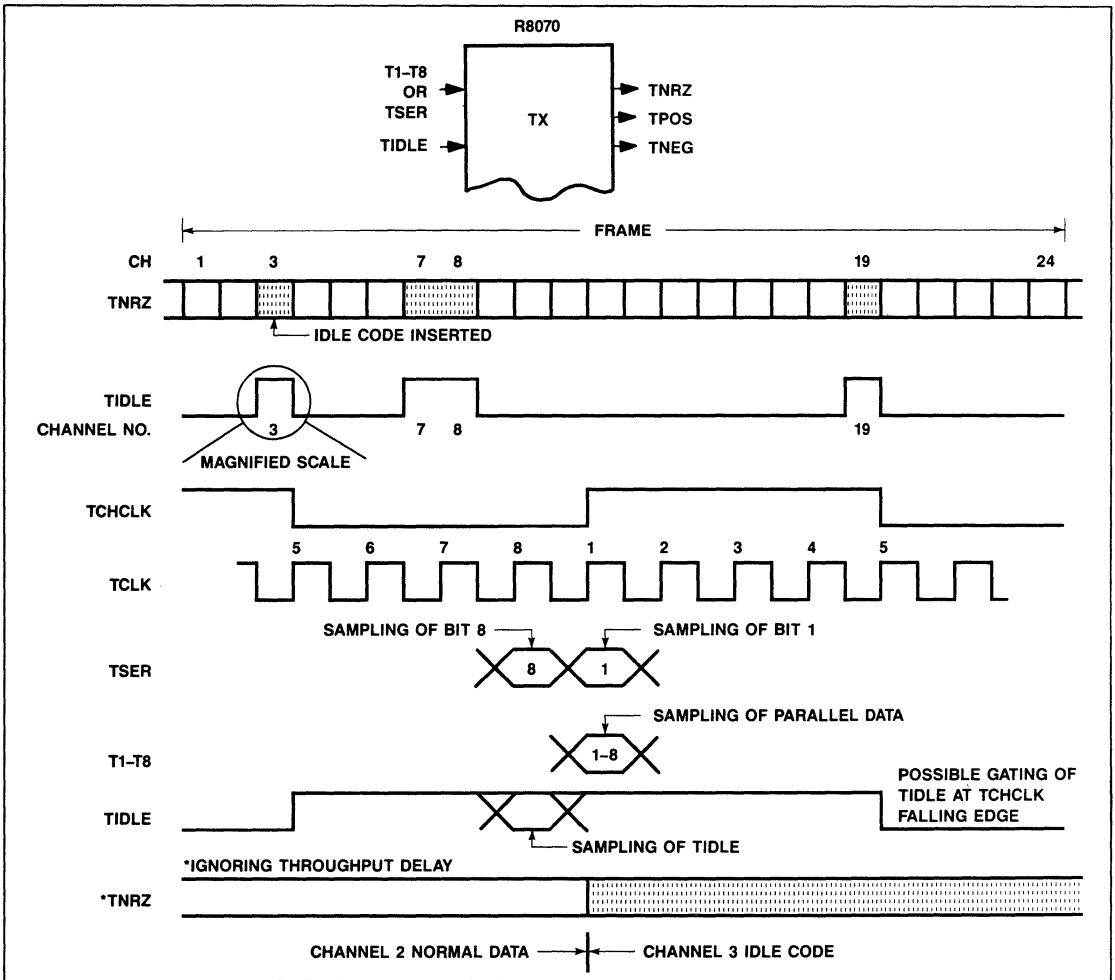 R8070
T1–T8
OR
TSER
TIDLE
TX
TNRZ
TPOS
TNEG
FRAME
CH 1 3 7 8 19 24
TNRZ
IDLE CODE INSERTED
TIDLE
CHANNEL NO. 3 7 8 19
MAGNIFIED SCALE
TCHCLK
5 6 7 8 1 2 3 4 5
TCLK
SAMPLING OF BIT 8 SAMPLING OF BIT 1
TSER 8 1
SAMPLING OF PARALLEL DATA
T1–T8 1–8
POSSIBLE GATING OF
TIDLE AT TCHCLK
FALLING EDGE
TIDLE
SAMPLING OF TIDLE
*IGNORING THROUGHPUT DELAY
*TNRZ
CHANNEL 2 NORMAL DATA CHANNEL 3 IDLE CODE